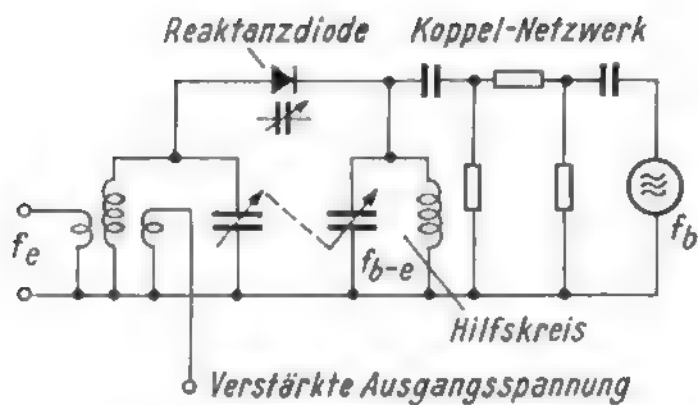 Reaktanzdiode
Koppel-Netzwerk
fe
fb-e
fb
Hilfskreis
Verstärkte Ausgangsspannung